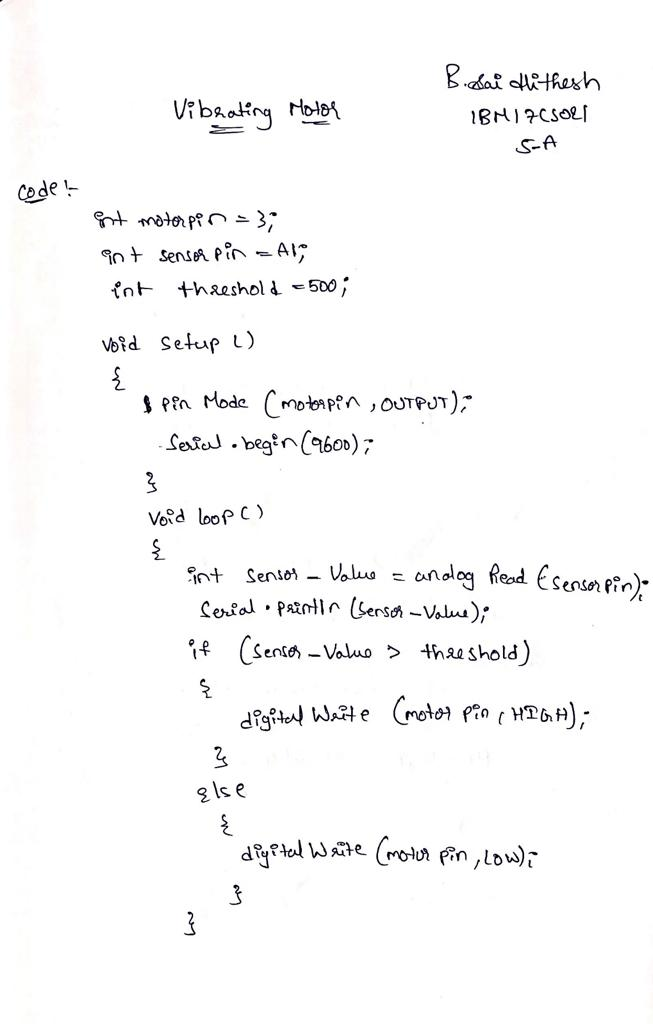 B.Sai Hithesh
Vibrating Motor
1BM17CS021
5-A
Code :-
int motorpin = 3;
int sensor pin = A1;
int threshold = 500;
void setup ()
{
pin Mode (motorpin , OUTPUT);
Serial . begin (9600);
}
void loop ()
{
int sensor - Value = analog Read (sensorpin);
Serial . println (sensor - Value);
if (sensor - Value > threshold)
{
digital Write (motor pin , HIGH);
}
else
{
digital Write (motor pin , LOW);
}
}